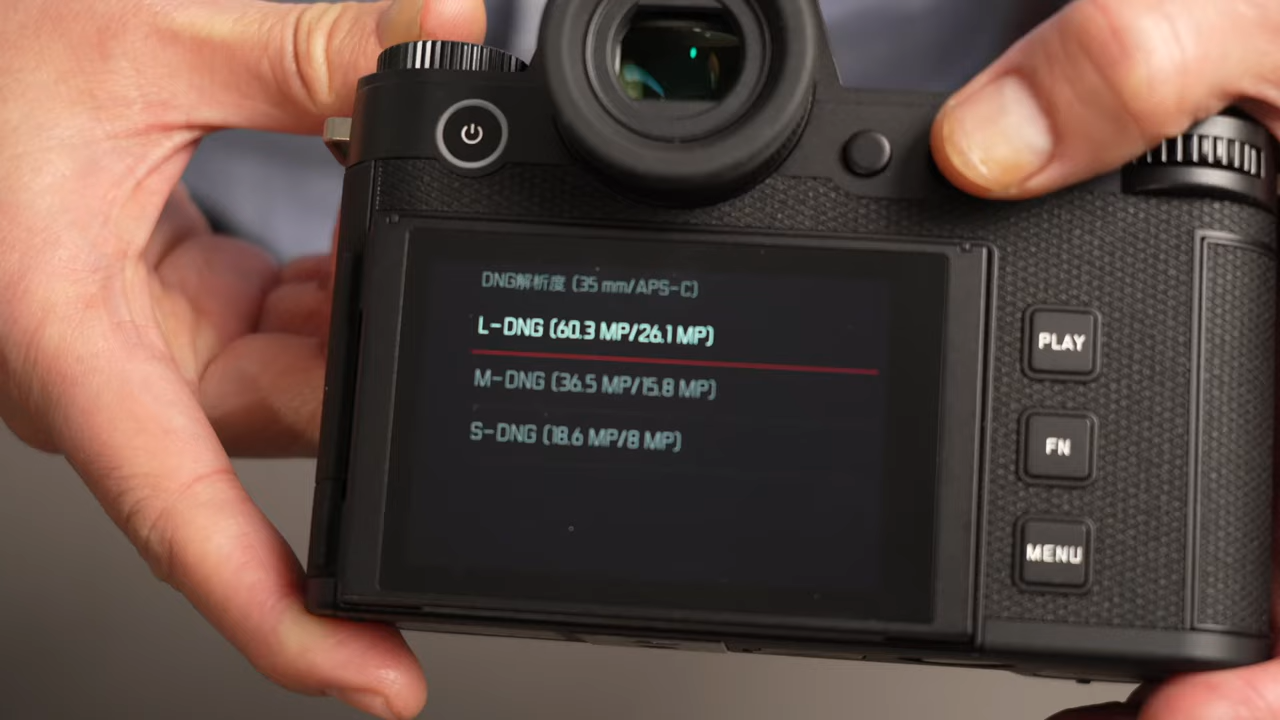 DNG解析度 (35 mm/APS-C)
L-DNG (60.3 MP/26.1 MP)
M-DNG (36.5 MP/15.8 MP)
S-DNG (18.6 MP/8 MP)
PLAY
FN
MENU